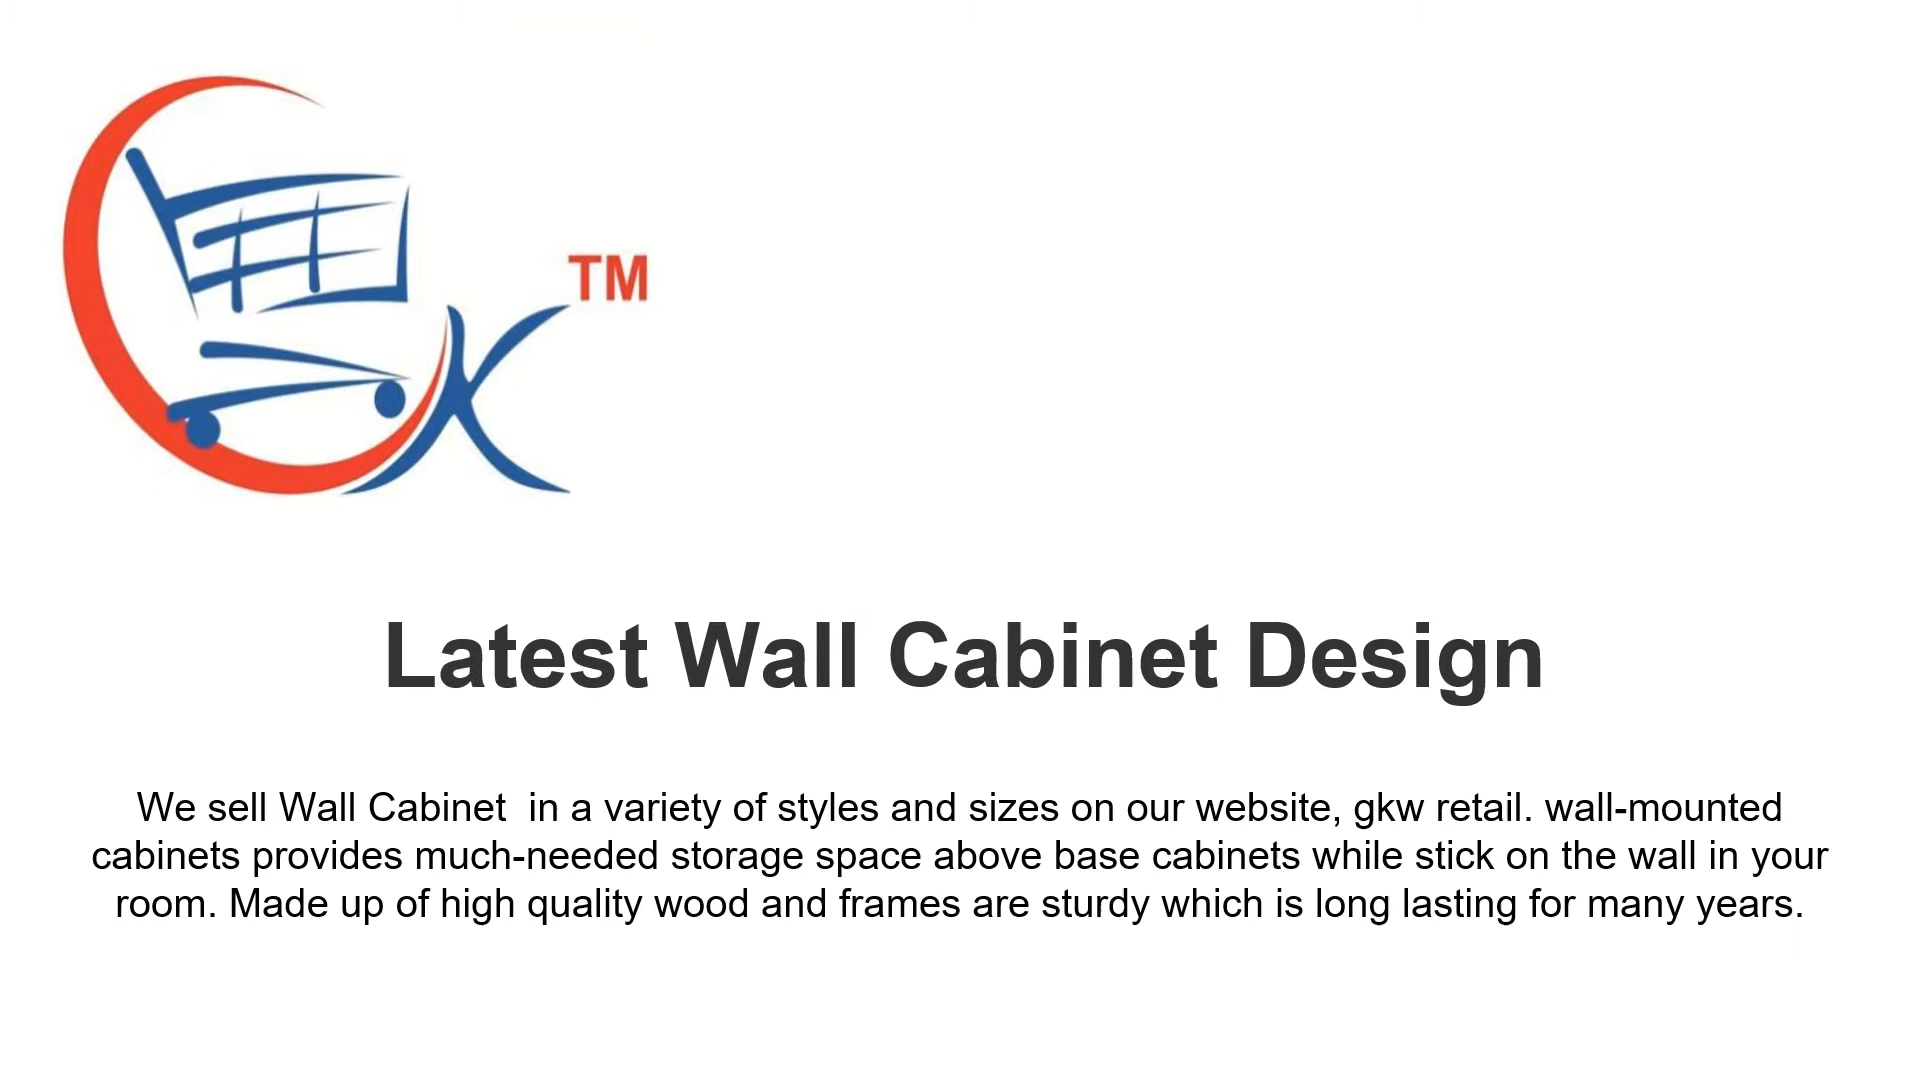 TM
Latest Wall Cabinet Design
We sell Wall Cabinet  in a variety of styles and sizes on our website, gkw retail. wall-mounted
cabinets provides much-needed storage space above base cabinets while stick on the wall in your
room. Made up of high quality wood and frames are sturdy which is long lasting for many years.